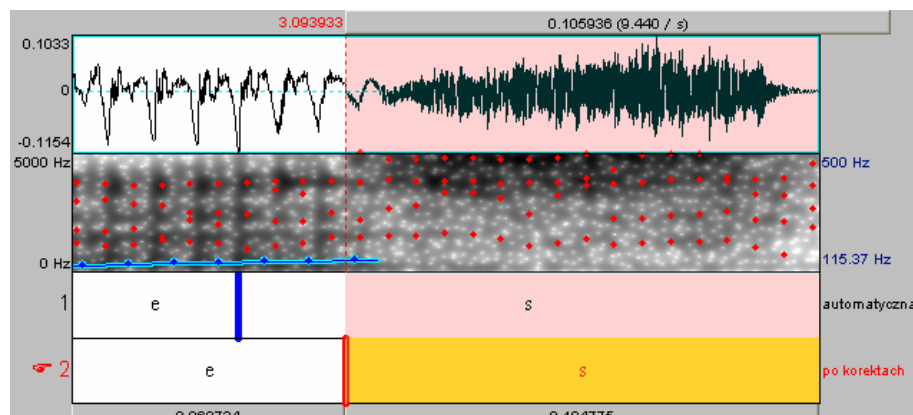 3.093933 0.105936 (9.440 / s)
0.1033
0
-0.1154
5000 Hz 500 Hz
0 Hz 115.37 Hz
1 e s automatyczna
2 e s po korektach